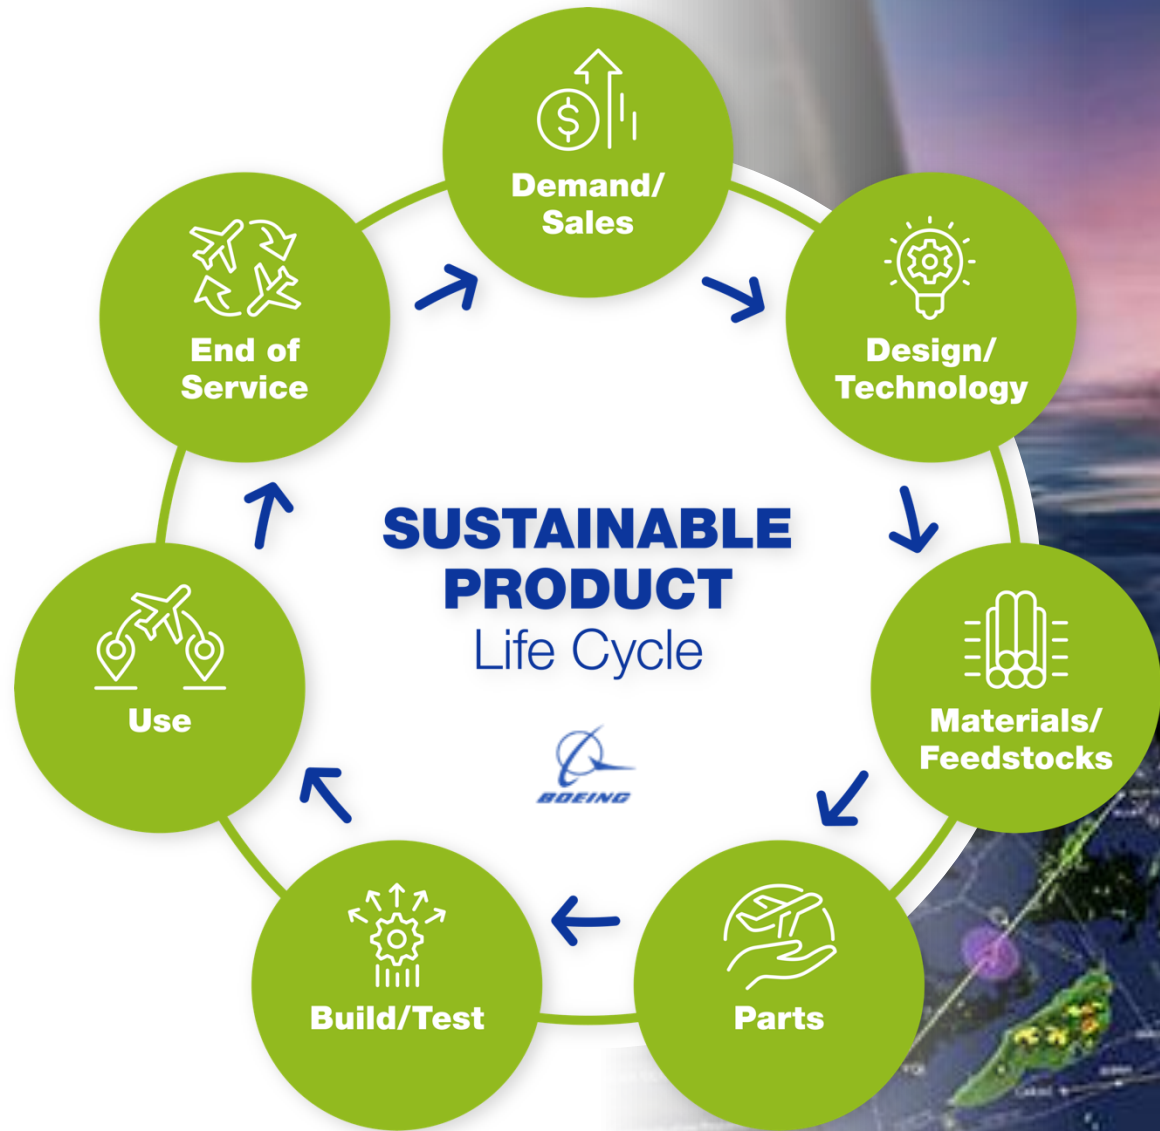 Demand/
Sales
Design/
Technology
Materials/
Feedstocks
Parts
Build/Test
Use
End of
Service
SUSTAINABLE
PRODUCT
Life Cycle
BOEING